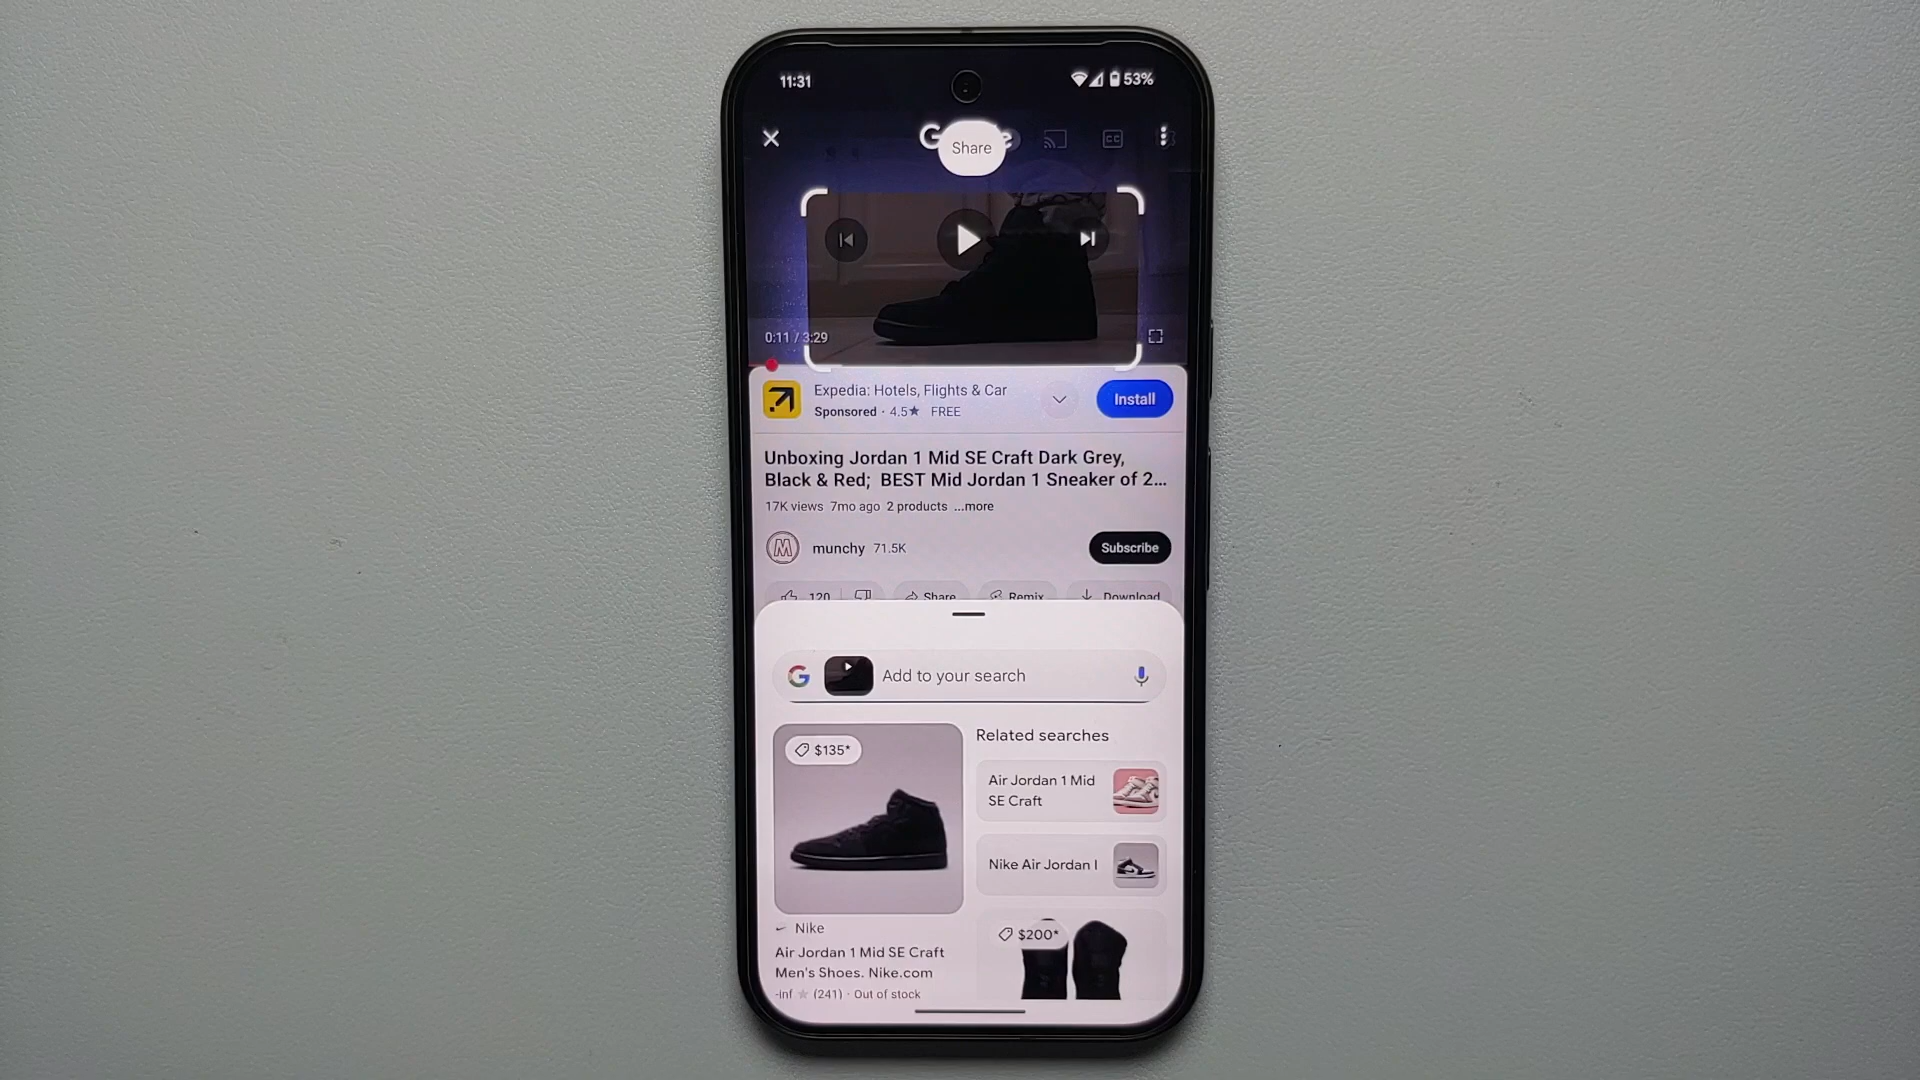 11:31
53%
Share
CC
0:11 / 3:29
Expedia: Hotels, Flights & Car
Sponsored · 4.5★ FREE
Install
Unboxing Jordan 1 Mid SE Craft Dark Grey,
Black & Red; BEST Mid Jordan 1 Sneaker of 2...
17K views 7mo ago 2 products ...more
M
munchy 71.5K
Subscribe
120 Share Remix Download
G Add to your search
$135*
Nike
Air Jordan 1 Mid SE Craft
Men's Shoes. Nike.com
-inf ★ (241) · Out of stock
Related searches
Air Jordan 1 Mid
SE Craft
Nike Air Jordan I
$200*